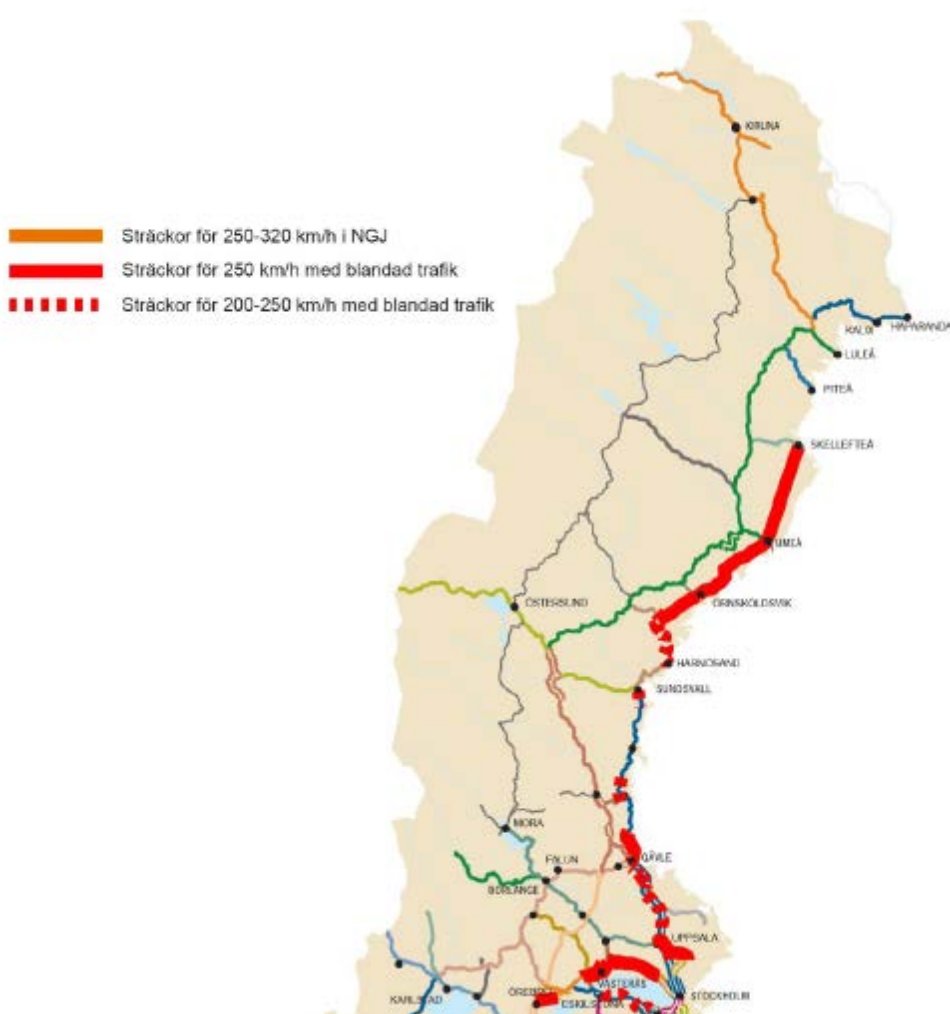 Sträckor för 250-320 km/h i NGJ
Sträckor för 250 km/h med blandad trafik
Sträckor för 200-250 km/h med blandad trafik
KIRUNA
KALIX
HAPARANDA
LULEÅ
PITEÅ
SKELLEFTEÅ
UMEÅ
ÖRNSKÖLDSVIK
ÖSTERSUND
HÄRNÖSAND
SUNDSVALL
MORA
FALUN
GÄVLE
BORLÄNGE
UPPSALA
VÄSTERÅS
ÖREBRO
ESKILSTUNA
KARLSTAD
STOCKHOLM